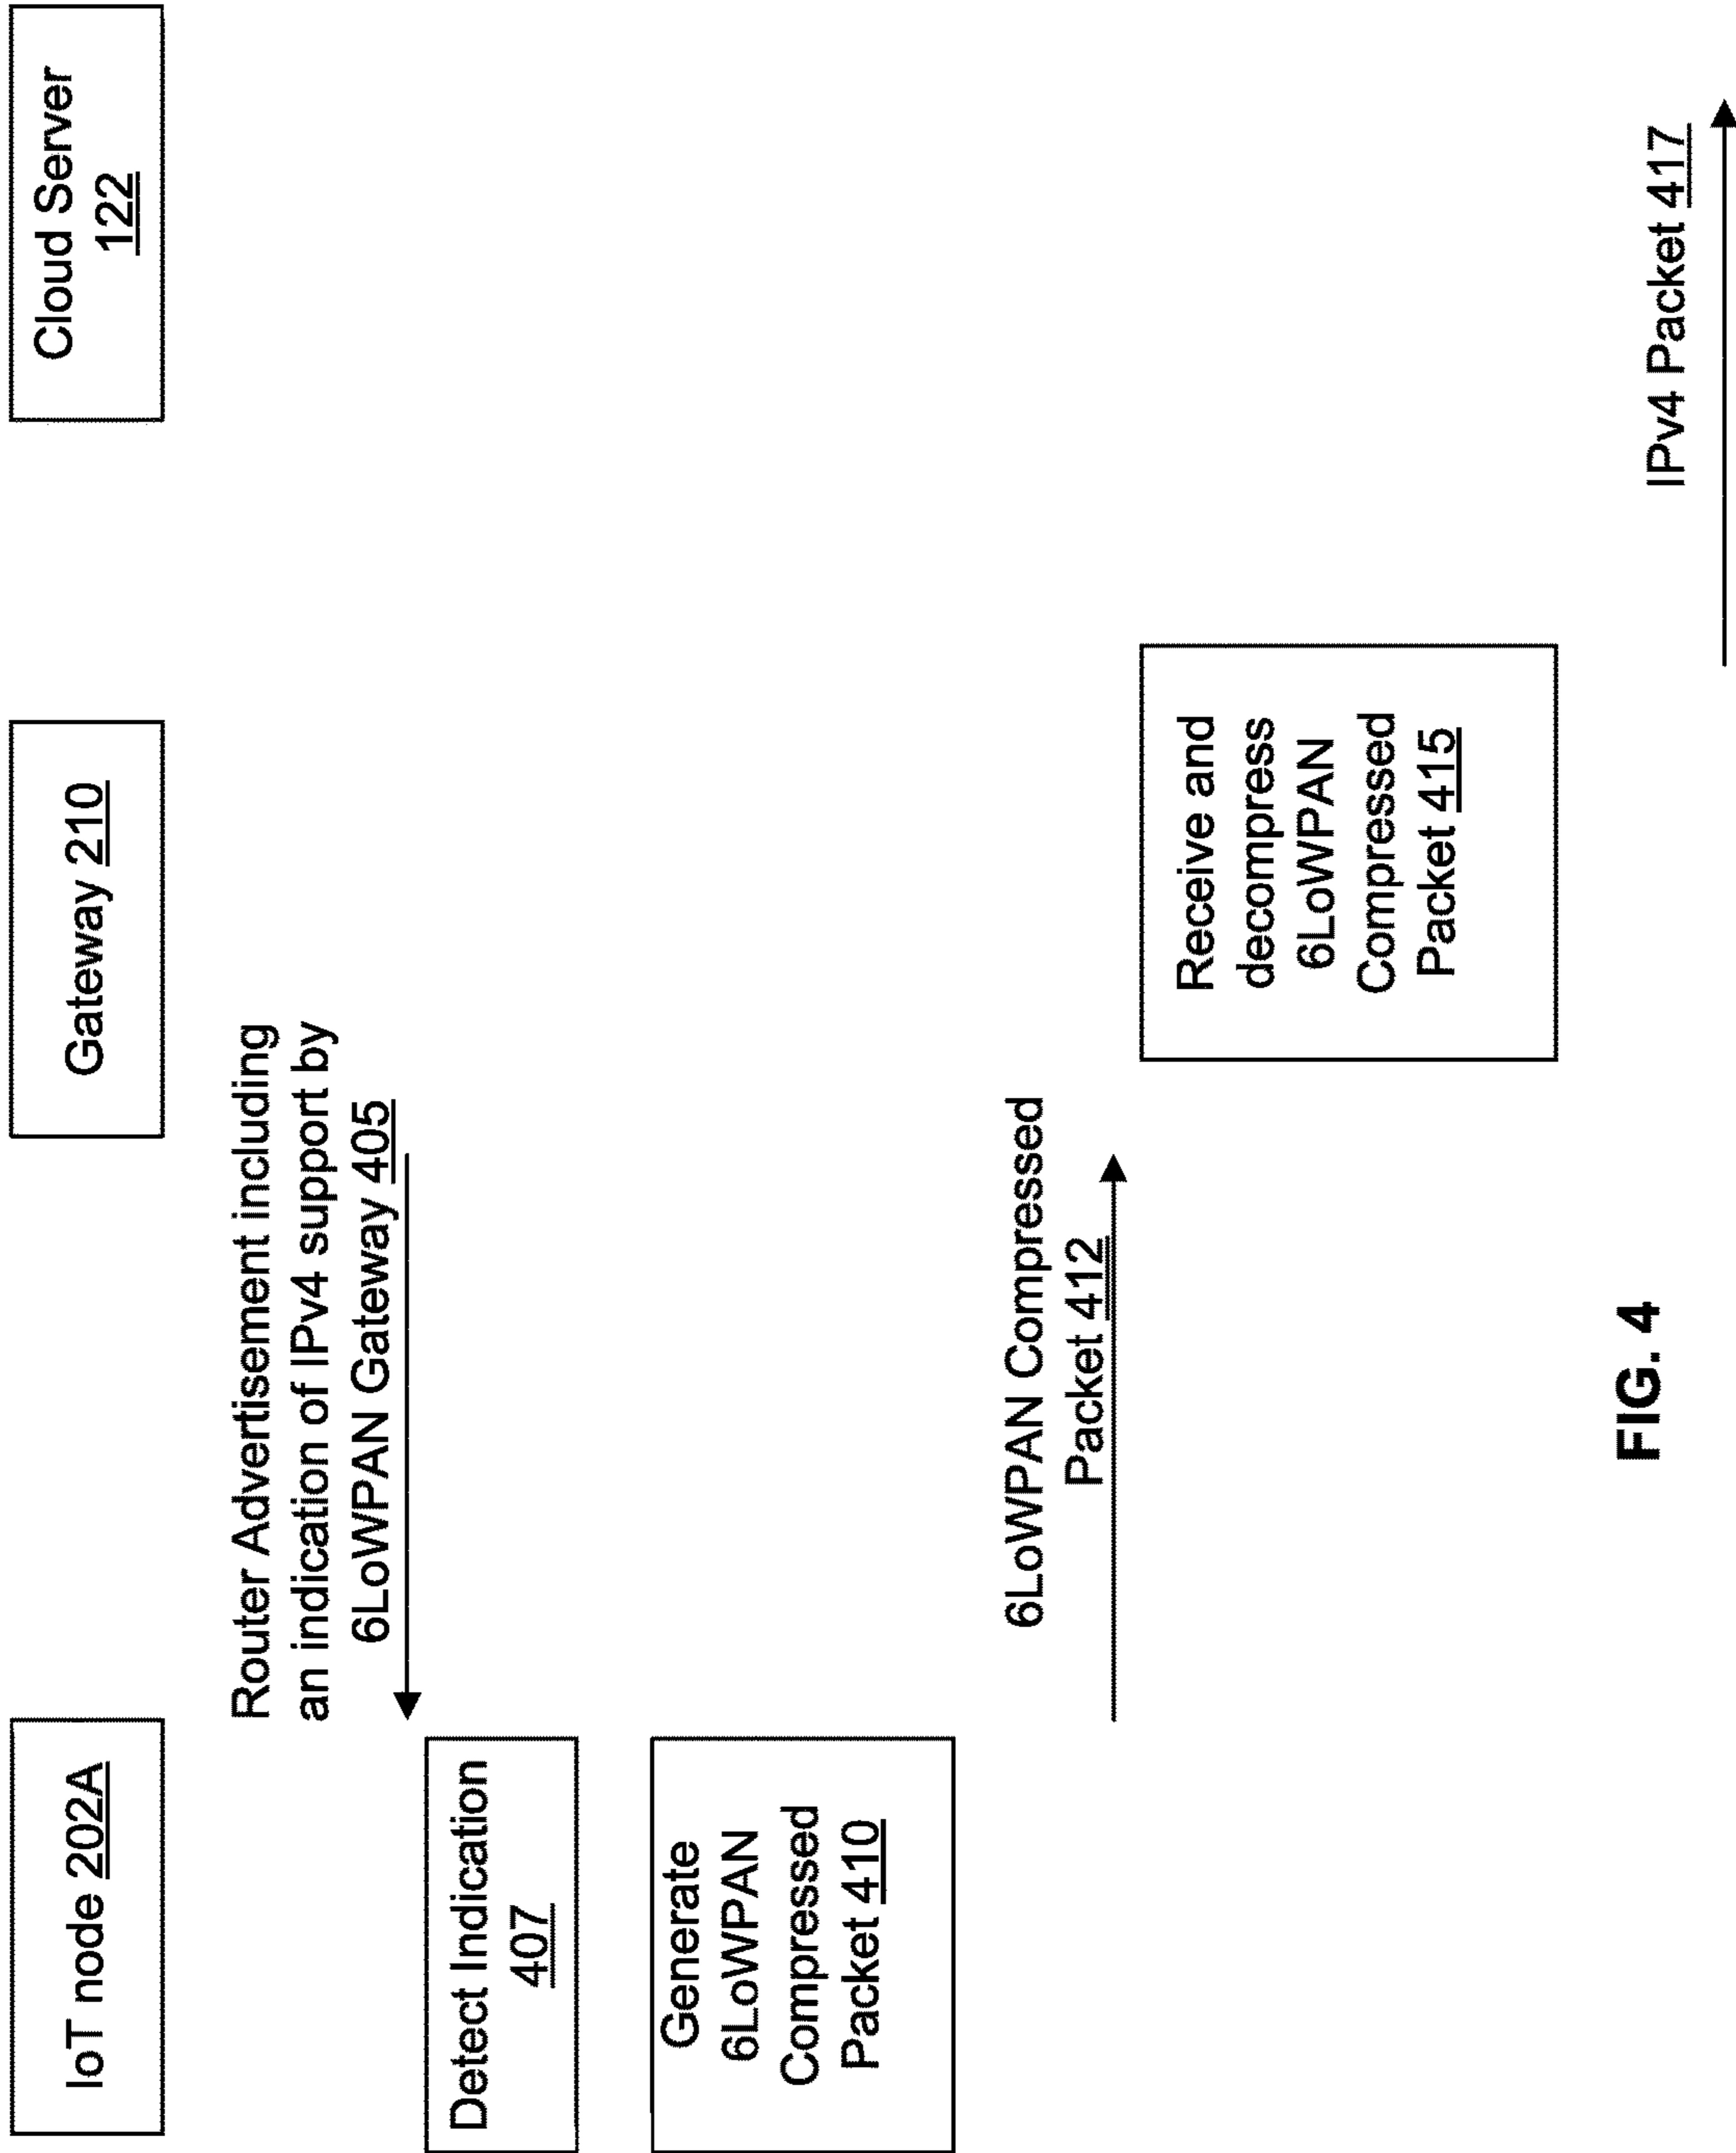 IoT node 202A
Gateway 210
Cloud Server
122
Router Advertisement including
an indication of IPv4 support by
6LoWPAN Gateway 405
Detect Indication
407
Generate
6LoWPAN
Compressed
Packet 410
6LoWPAN Compressed
Packet 412
Receive and
decompress
6LoWPAN
Compressed
Packet 415
IPv4 Packet 417
FIG. 4